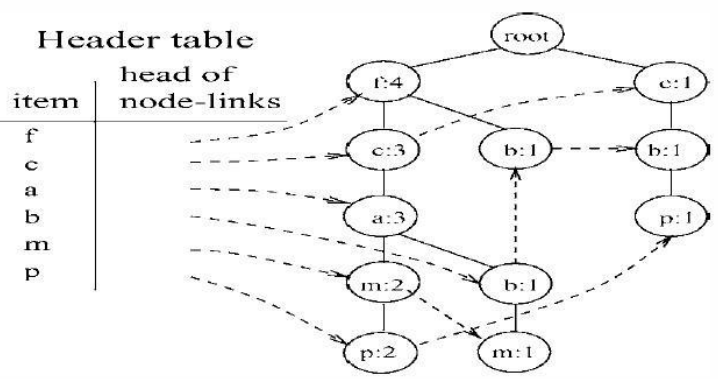 Header table
item
head of
node-links
f
c
a
b
m
p
root
f:4
c:1
c:3
b:1
b:1
a:3
p:1
m:2
b:1
p:2
m:1